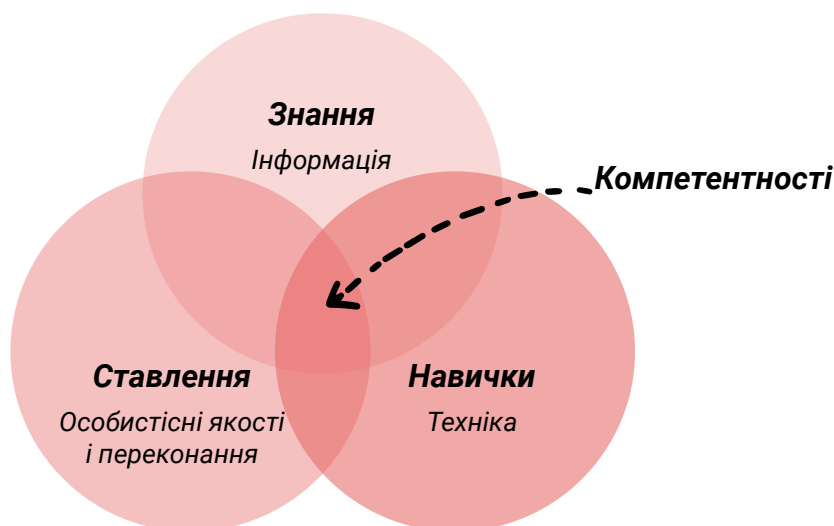 Знання
Інформація
Компетентності
Ставлення
Особистісні якості
і переконання
Навички
Техніка